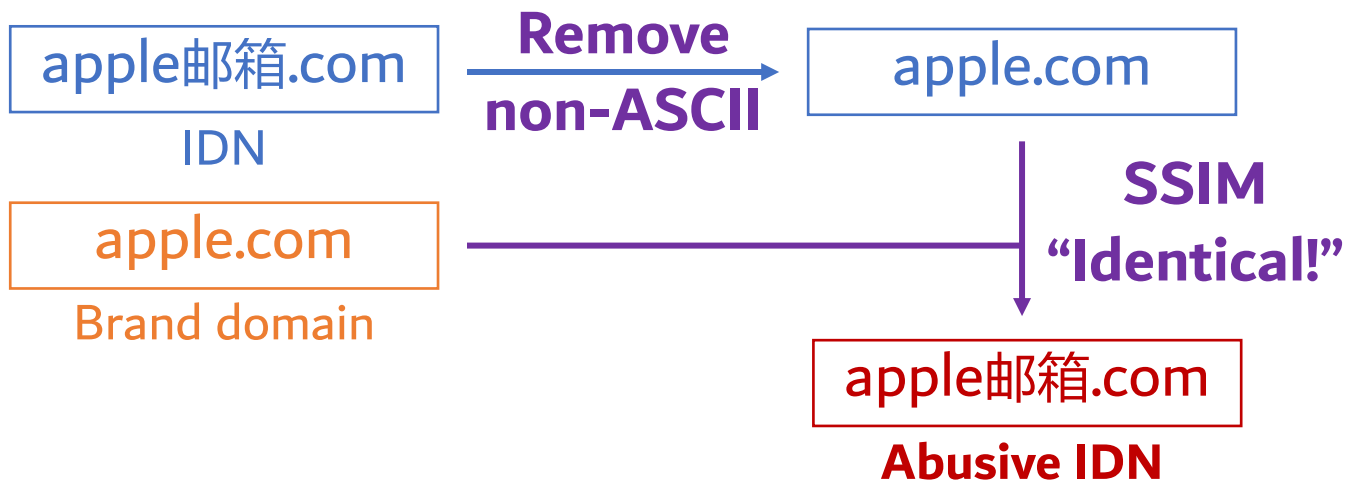 apple邮箱.com
IDN
Remove
non-ASCII
apple.com
apple.com
Brand domain
SSIM
“Identical!”
apple邮箱.com
Abusive IDN